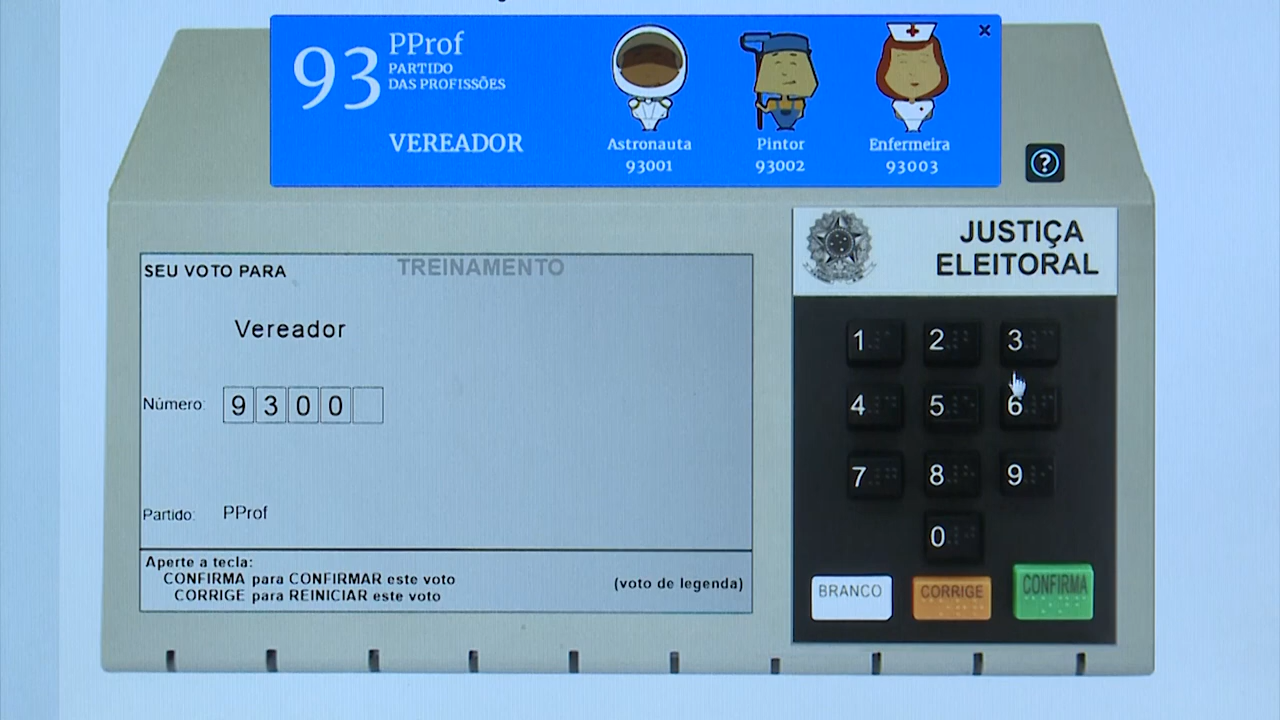 93
PProf
PARTIDO
DAS PROFISSÕES
VEREADOR
Astronauta
93001
Pintor
93002
Enfermeira
93003
?
SEU VOTO PARA
TREINAMENTO
Vereador
Número:
9 3 0 0
Partido:
PProf
Aperte a tecla:
CONFIRMA para CONFIRMAR este voto
CORRIGE para REINICIAR este voto
(voto de legenda)
JUSTIÇA
ELEITORAL
1 2 3
4 5 6
7 8 9
0
BRANCO
CORRIGE
CONFIRMA